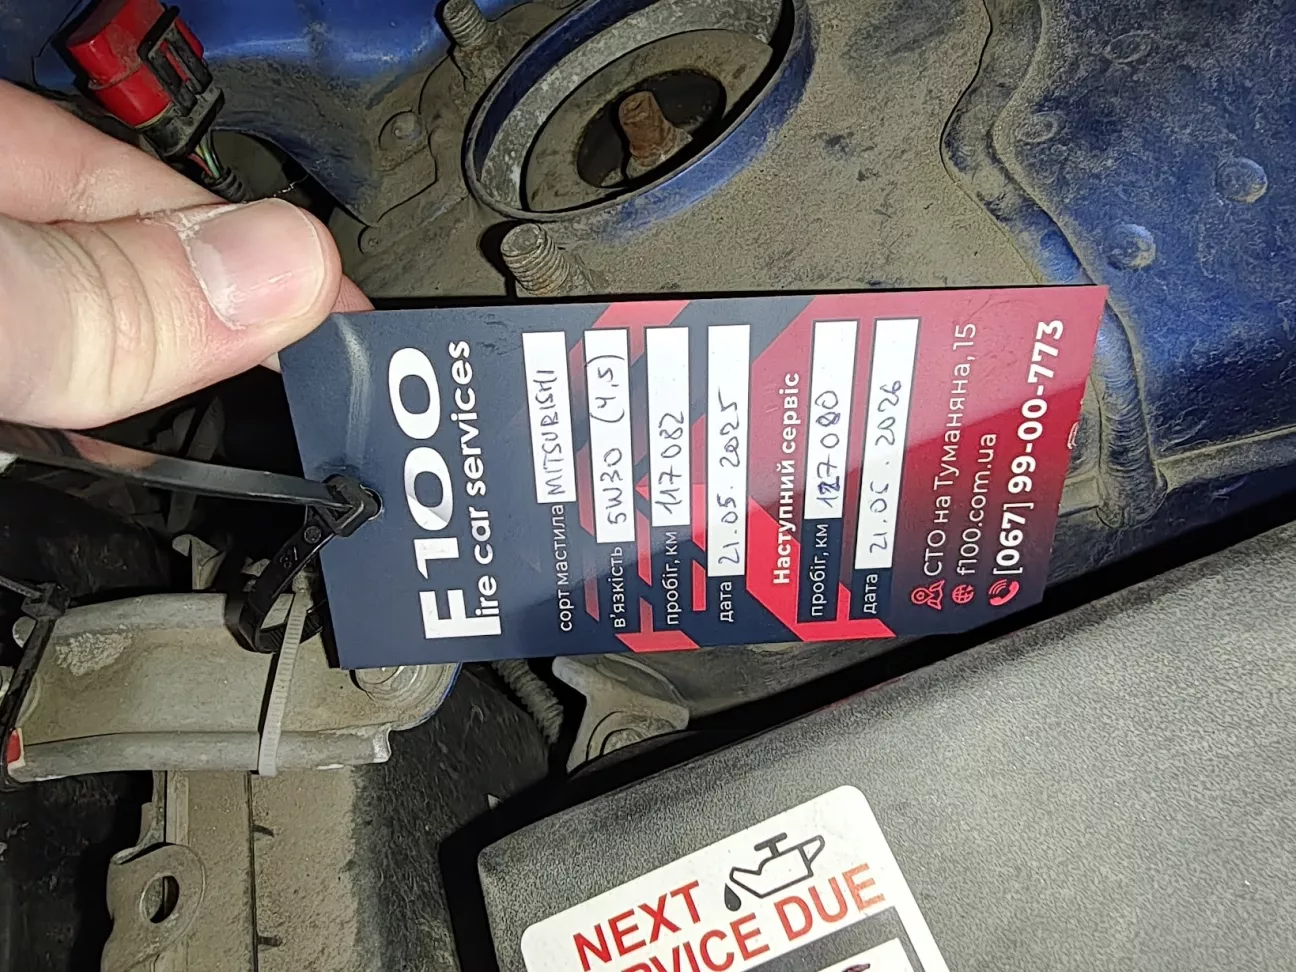 F100
Fire car services
сорт мастила MITSUBISHI
в'язкість 5W30 (4,5)
пробіг, км 117082
дата 21.05.2025
Наступний сервіс
пробіг, км 127080
дата 21.05.2026
СТО на Туманяна, 15
f100.com.ua
[067] 99-00-773
NEXT
SERVICE DUE